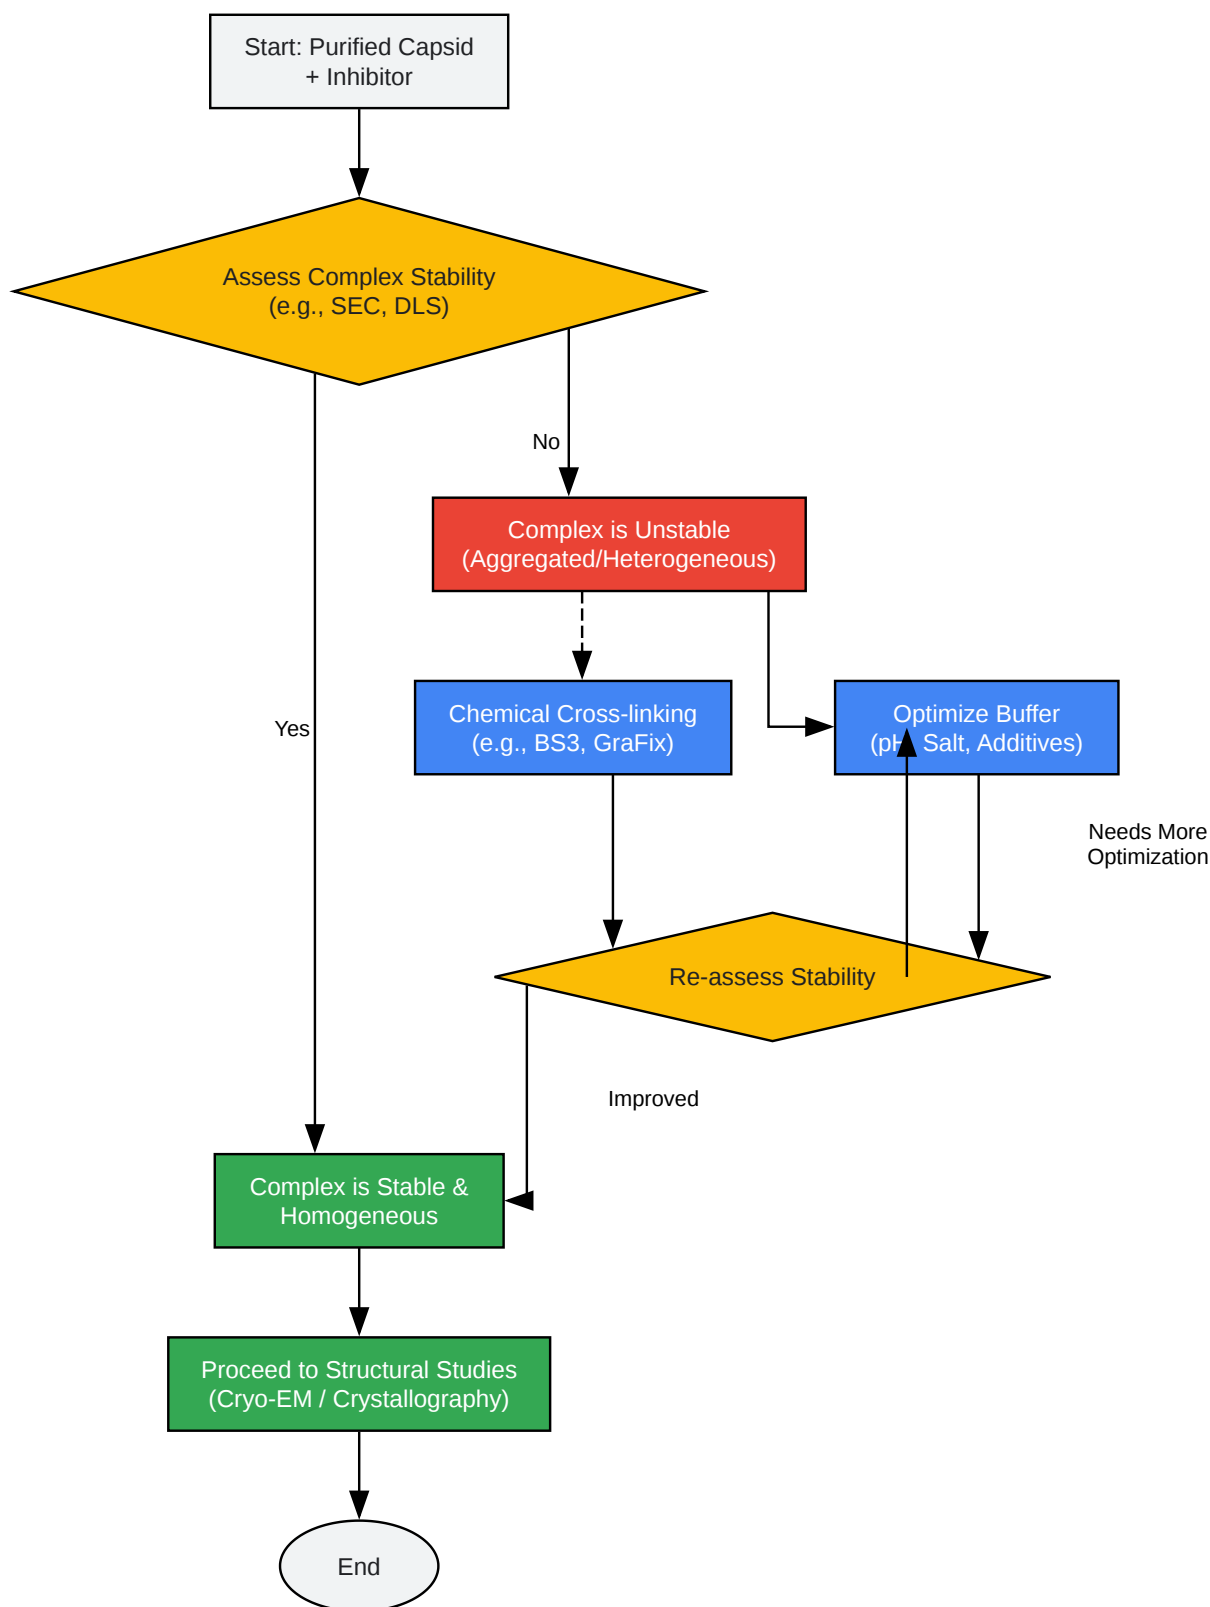 Start: Purified Capsid
+ Inhibitor
Assess Complex Stability
(e.g., SEC, DLS)
No
Complex is Unstable
(Aggregated/Heterogeneous)
Yes
Chemical Cross-linking
(e.g., BS3, GraFix)
Optimize Buffer
(pH, Salt, Additives)
Needs More
Optimization
Re-assess Stability
Improved
Complex is Stable &
Homogeneous
Proceed to Structural Studies
(Cryo-EM / Crystallography)
End